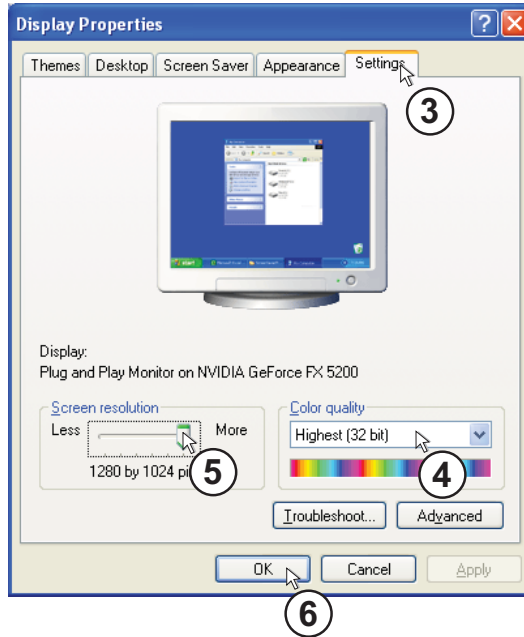 Display Properties
Themes Desktop Screen Saver Appearance Settings
3
Display:
Plug and Play Monitor on NVIDIA GeForce FX 5200
Screen resolution
Less More
1280 by 1024 pi
5
Color quality
Highest (32 bit)
4
Troubleshoot... Advanced
OK Cancel Apply
6